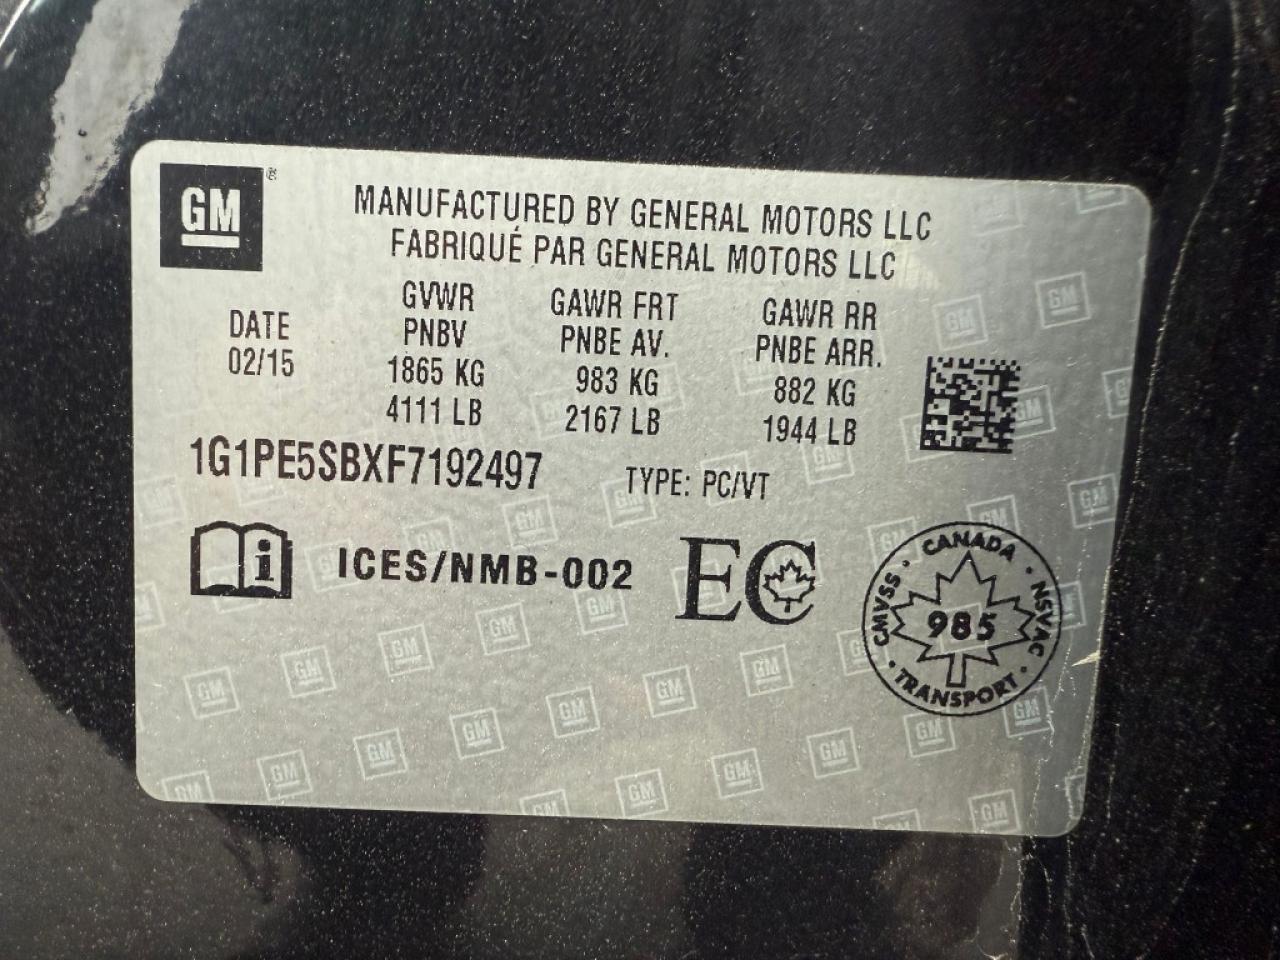 GM®
MANUFACTURED BY GENERAL MOTORS LLC
FABRIQUÉ PAR GENERAL MOTORS LLC
DATE
02/15
GVWR
PNBV
1865 KG
4111 LB
GAWR FRT
PNBE AV.
983 KG
2167 LB
GAWR RR
PNBE ARR.
882 KG
1944 LB
1G1PE5SBXF7192497
TYPE: PC/VT
i ICES/NMB-002
EC
CANADA · NSVAC · TRANSPORT · CMVSS ·
985